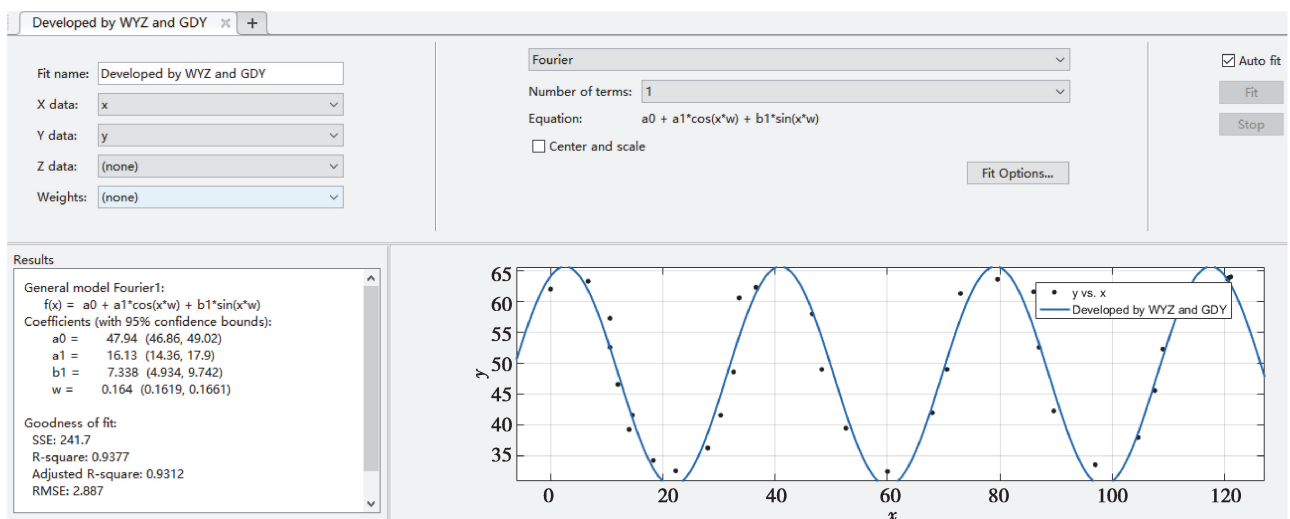 Developed by WYZ and GDY × +
Fit name: Developed by WYZ and GDY
X data: x
Y data: y
Z data: (none)
Weights: (none)
Fourier
Number of terms: 1
Equation: a0 + a1*cos(x*w) + b1*sin(x*w)
Center and scale
Fit Options...
Auto fit
Fit
Stop
Results
General model Fourier1:
f(x) = a0 + a1*cos(x*w) + b1*sin(x*w)
Coefficients (with 95% confidence bounds):
a0 = 47.94 (46.86, 49.02)
a1 = 16.13 (14.36, 17.9)
b1 = 7.338 (4.934, 9.742)
w = 0.164 (0.1619, 0.1661)
Goodness of fit:
SSE: 241.7
R-square: 0.9377
Adjusted R-square: 0.9312
RMSE: 2.887
65
60
55
50
45
40
35
y
y vs. x
Developed by WYZ and GDY
0 20 40 60 80 100 120
x